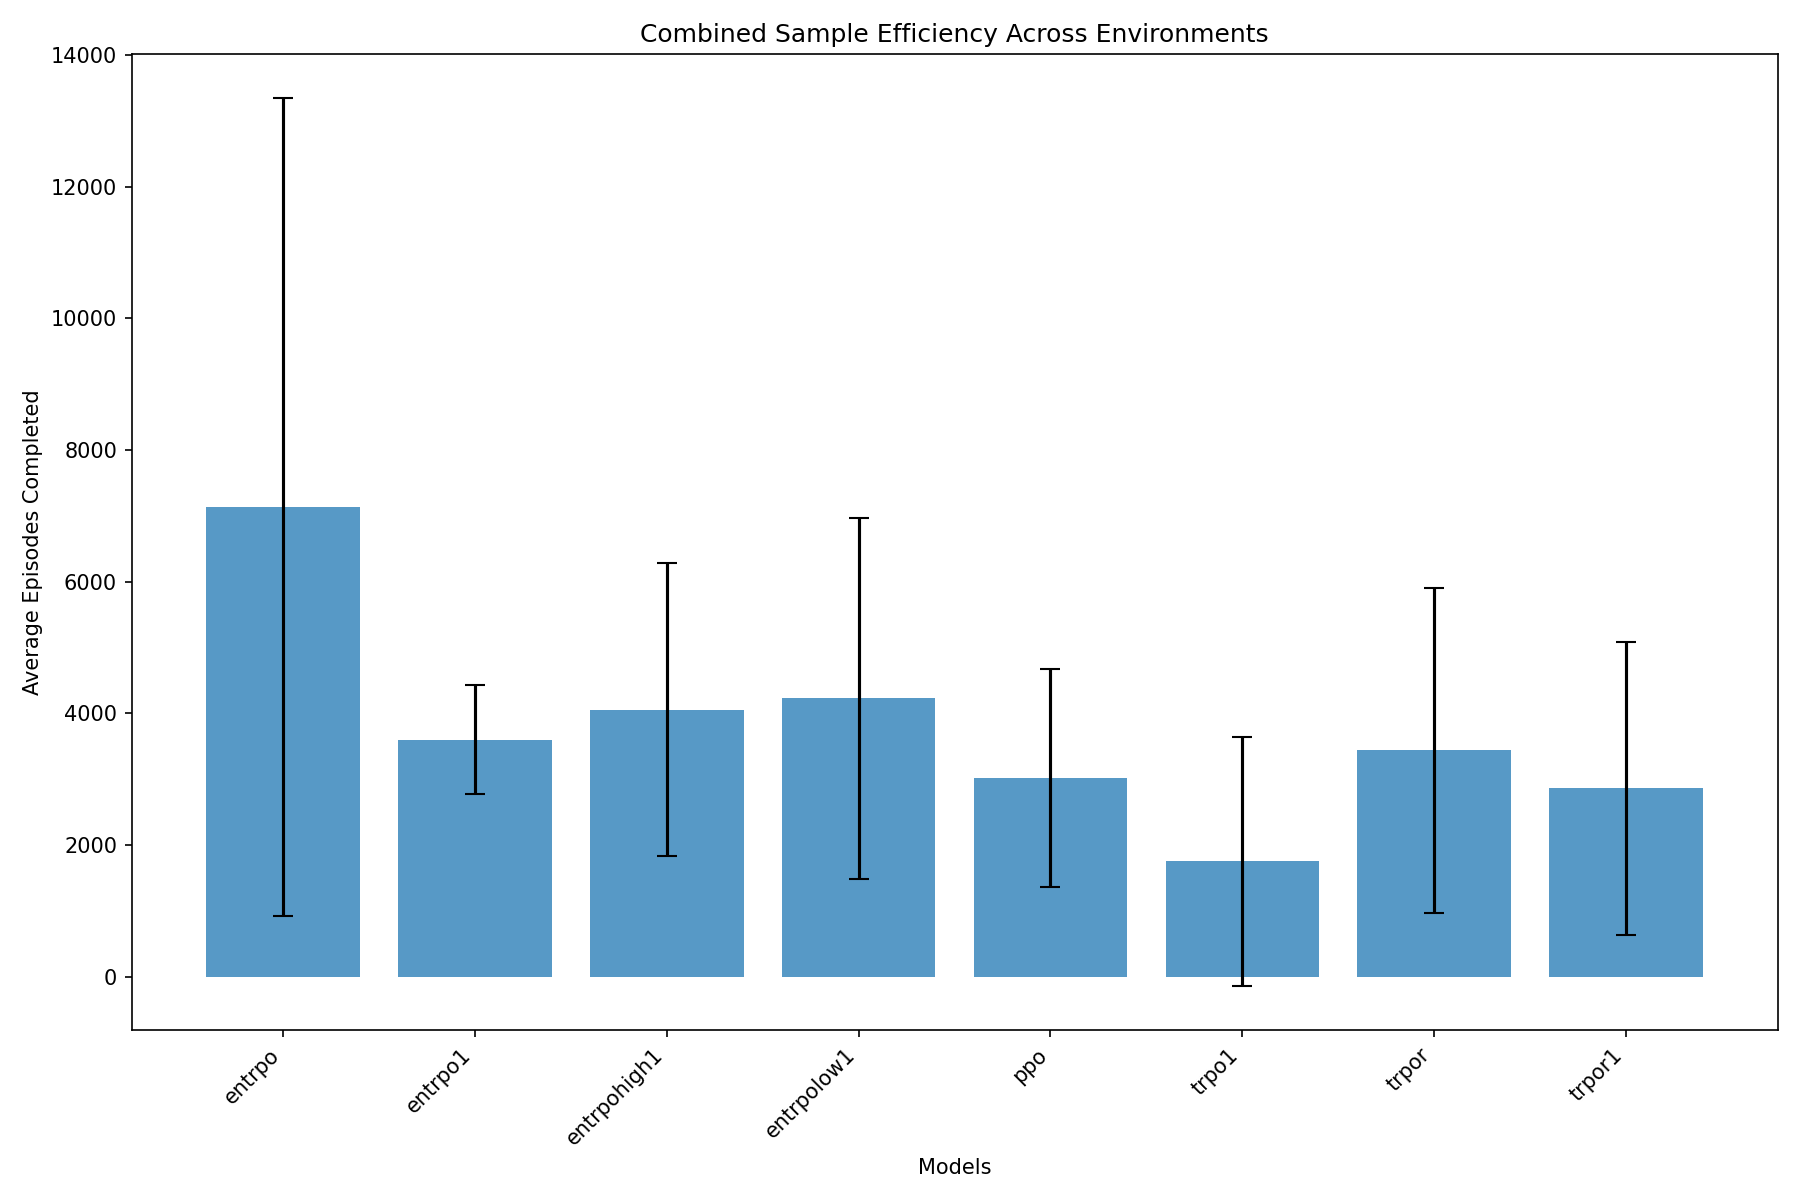 Combined Sample Efficiency Across Environments
Average Episodes Completed
14000
12000
10000
8000
6000
4000
2000
0
entrpo
entrpo1
entrpohigh1
entrpolow1
ppo
trpo1
trpor
trpor1
Models